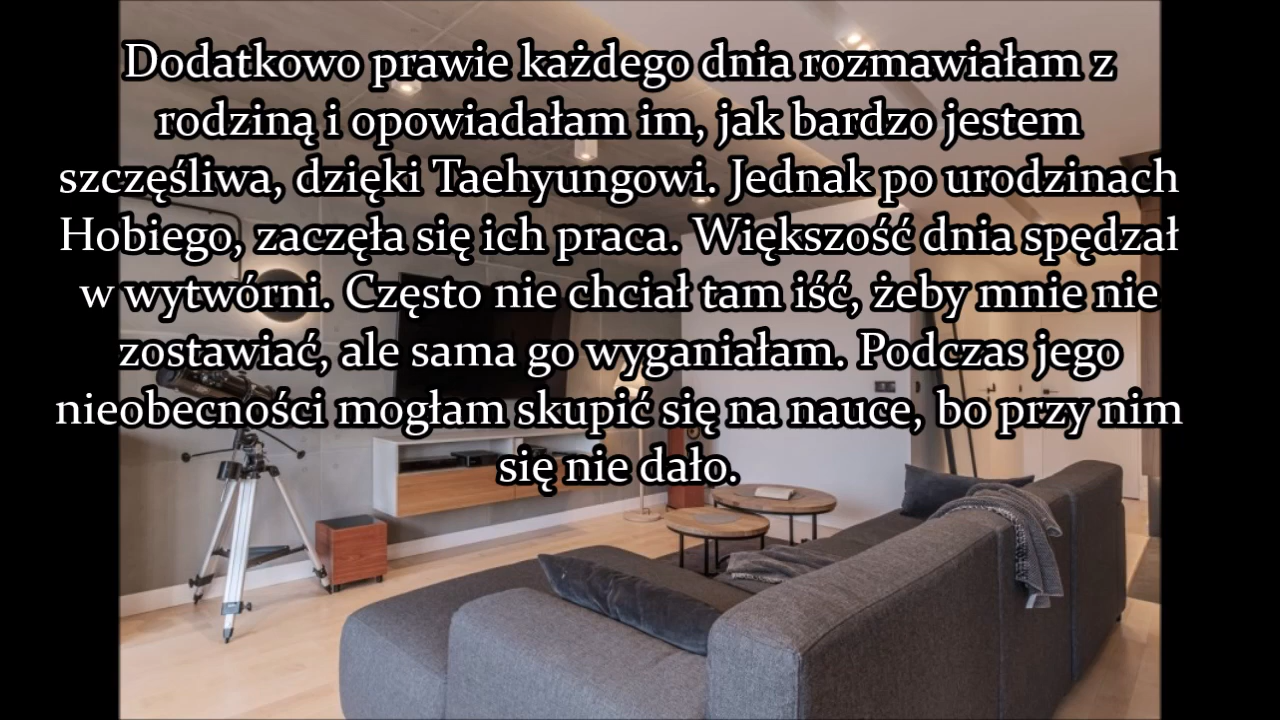 Dodatkowo prawie każdego dnia rozmawiałam z
rodziną i opowiadałam im, jak bardzo jestem
szczęśliwa, dzięki Taehyungowi. Jednak po urodzinach
Hobiego, zaczęła się ich praca. Większość dnia spędzał
w wytwórni. Często nie chciał tam iść, żeby mnie nie
zostawiać, ale sama go wyganiałam. Podczas jego
nieobecności mogłam skupić się na nauce, bo przy nim
się nie dało.